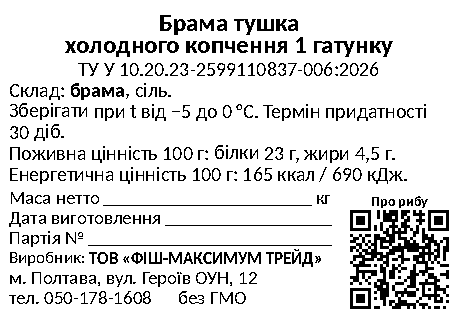 Брама тушка
холодного копчення 1 гатунку
ТУ У 10.20.23-2599110837-006:2026
Склад: брама, сіль.
Зберігати при t від −5 до 0 °С. Термін придатності
30 діб.
Поживна цінність 100 г: білки 23 г, жири 4,5 г.
Енергетична цінність 100 г: 165 ккал / 690 кДж.
Маса нетто ________________________ кг
Дата виготовлення ___________________
Партія № ____________________________
Про рибу
Виробник: ТОВ «ФІШ-МАКСИМУМ ТРЕЙД»
м. Полтава, вул. Героїв ОУН, 12
тел. 050-178-1608 без ГМО